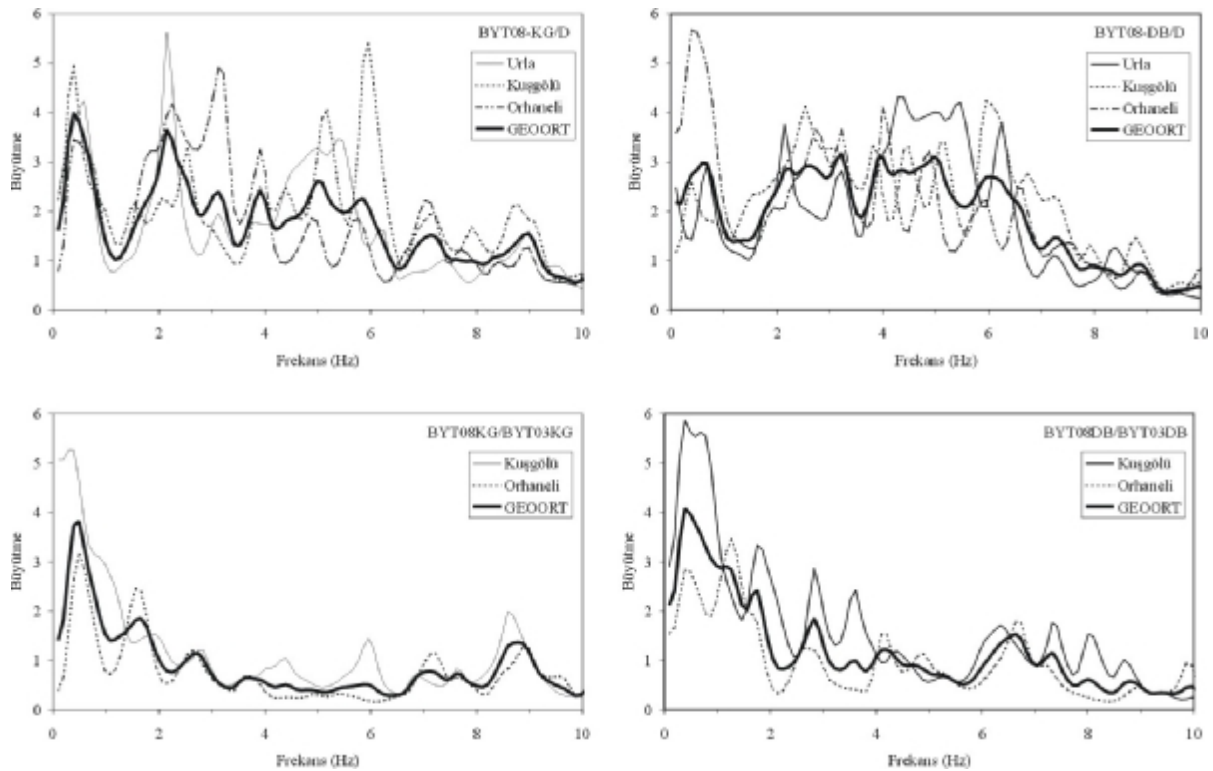 BYT08-KG/D
Urla
Kuşgölü
Orhaneli
GEOORT
Büyütme
6
5
4
3
2
1
0
0 2 4 6 8 10
Frekans (Hz)
BYT08-DB/D
Urla
Kuşgölü
Orhaneli
GEOORT
Büyütme
6
5
4
3
2
1
0
0 2 4 6 8 10
Frekans (Hz)
BYT08KG/BYT03KG
Kuşgölü
Orhaneli
GEOORT
Büyütme
6
5
4
3
2
1
0
0 2 4 6 8 10
Frekans (Hz)
BYT08DB/BYT03DB
Kuşgölü
Orhaneli
GEOORT
Büyütme
6
5
4
3
2
1
0
0 2 4 6 8 10
Frekans (Hz)